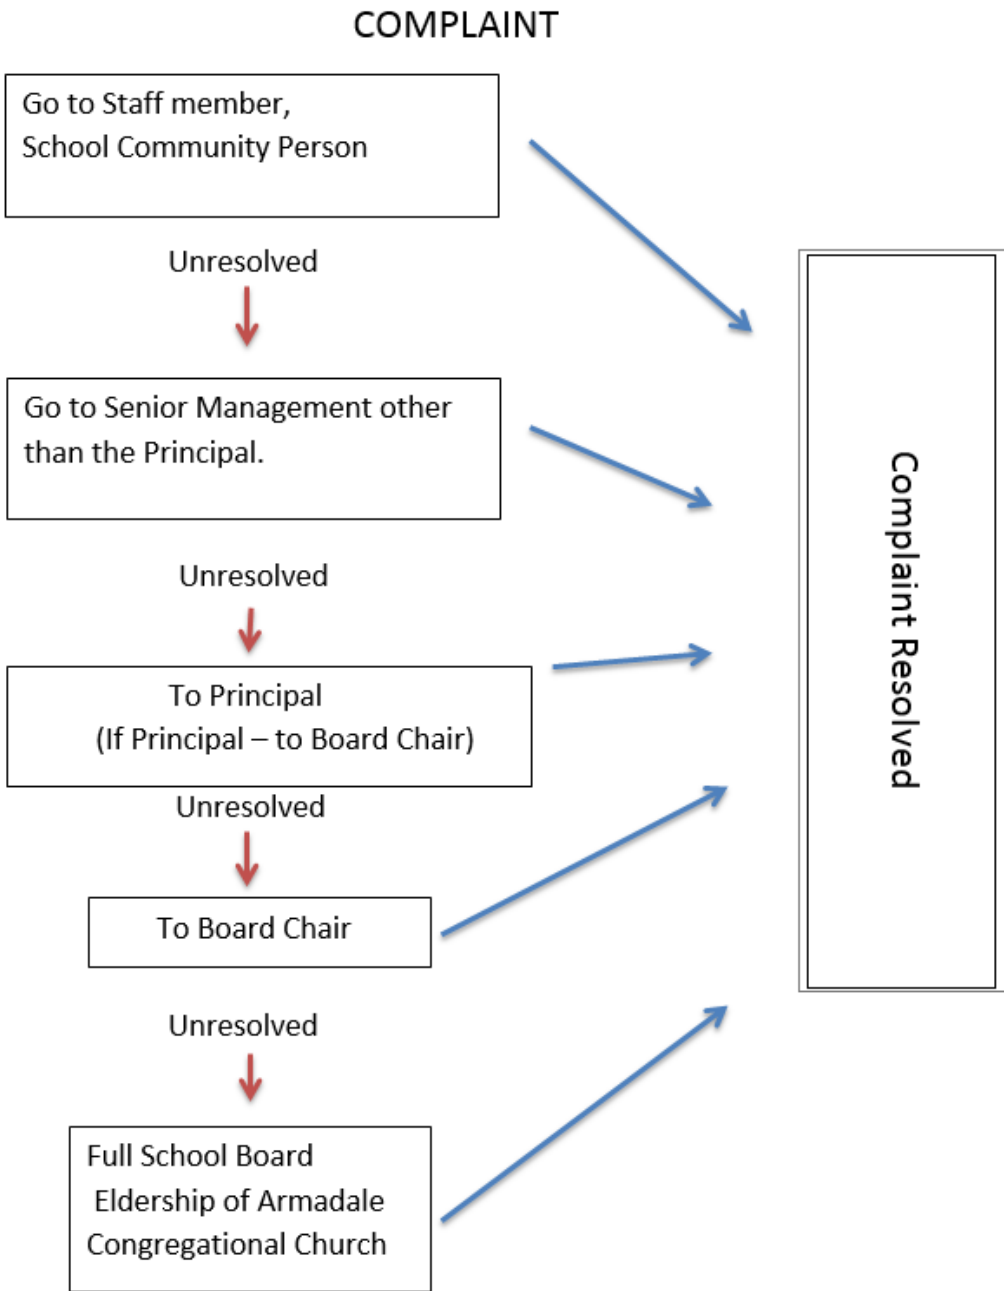 COMPLAINT
Go to Staff member,
School Community Person
Unresolved
Go to Senior Management other
than the Principal.
Unresolved
To Principal
(If Principal – to Board Chair)
Unresolved
To Board Chair
Unresolved
Full School Board
Eldership of Armadale
Congregational Church
Complaint Resolved